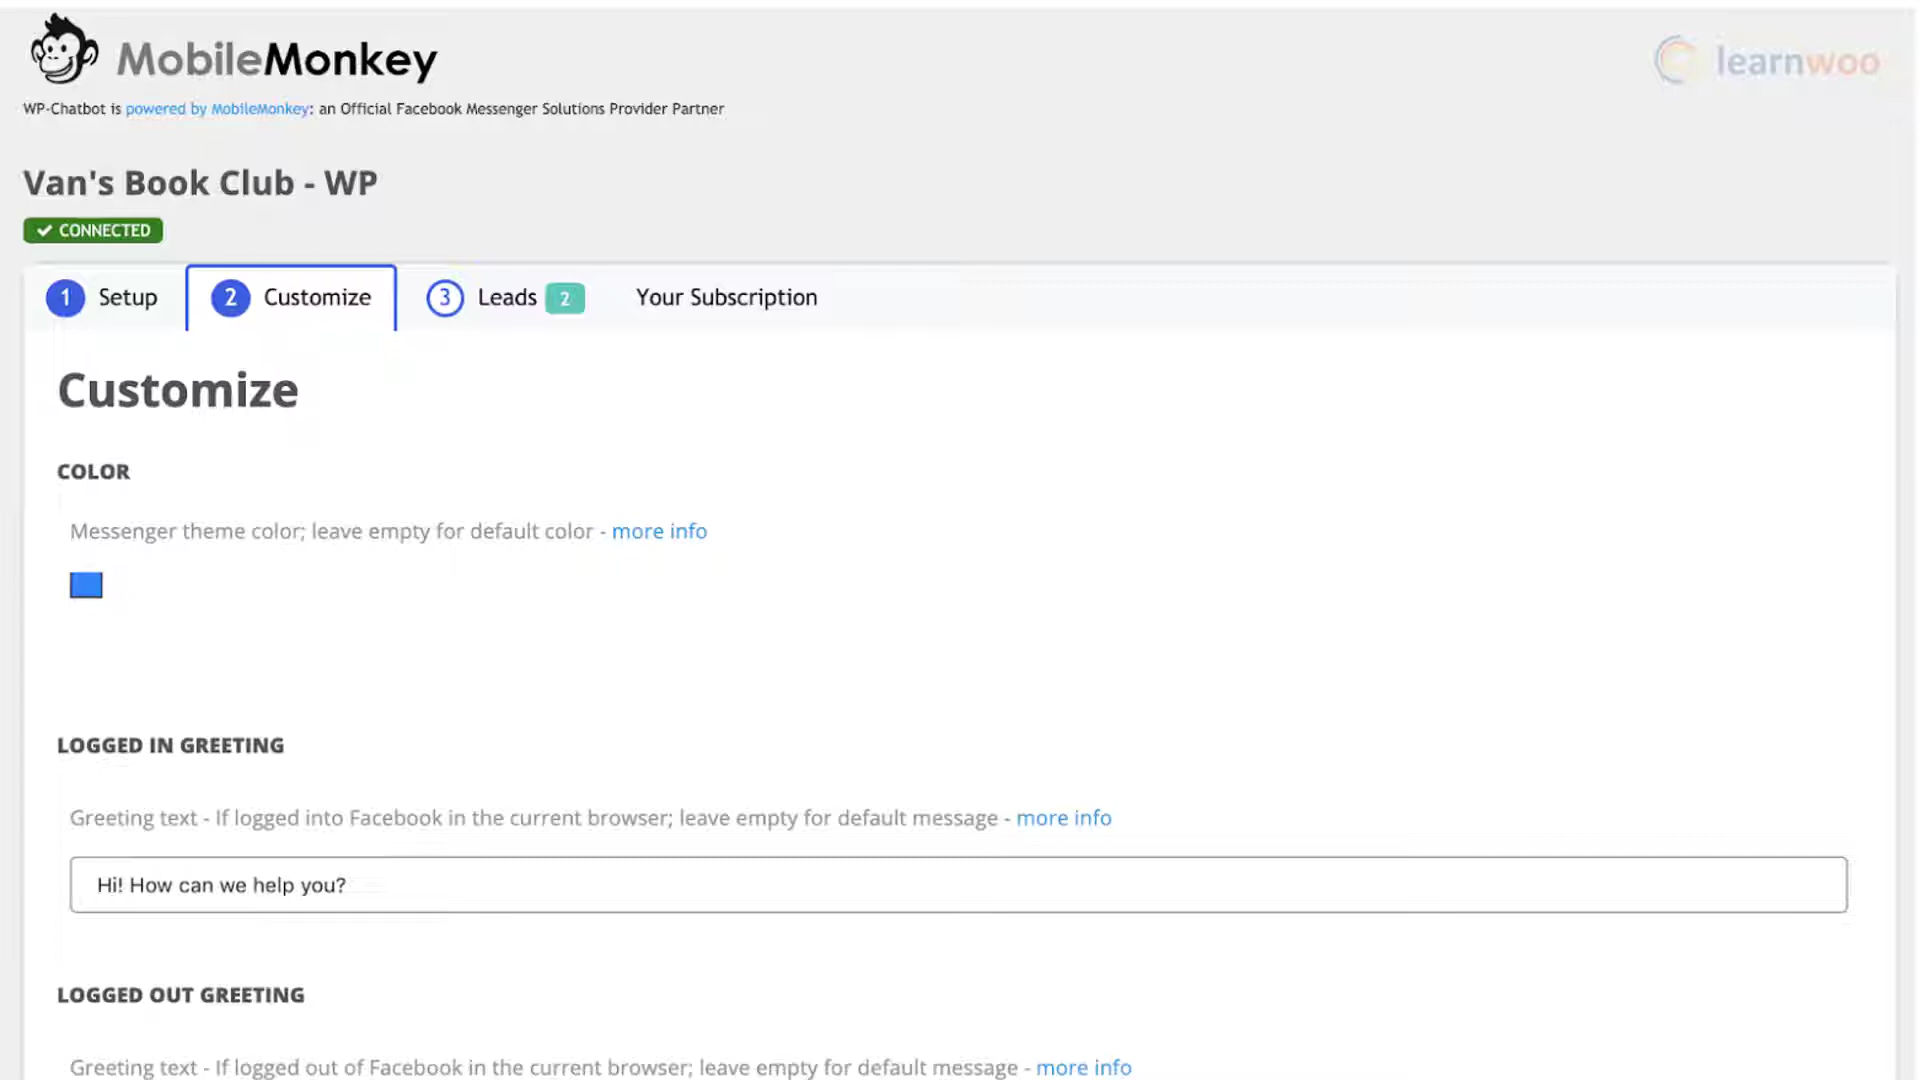 MobileMonkey
learnwoo
WP-Chatbot is powered by MobileMonkey: an Official Facebook Messenger Solutions Provider Partner
Van's Book Club - WP
CONNECTED
1 Setup 2 Customize 3 Leads 2 Your Subscription
Customize
COLOR
Messenger theme color; leave empty for default color - more info
LOGGED IN GREETING
Greeting text - If logged into Facebook in the current browser; leave empty for default message - more info
Hi! How can we help you?
LOGGED OUT GREETING
Greeting text - If logged out of Facebook in the current browser; leave empty for default message - more info